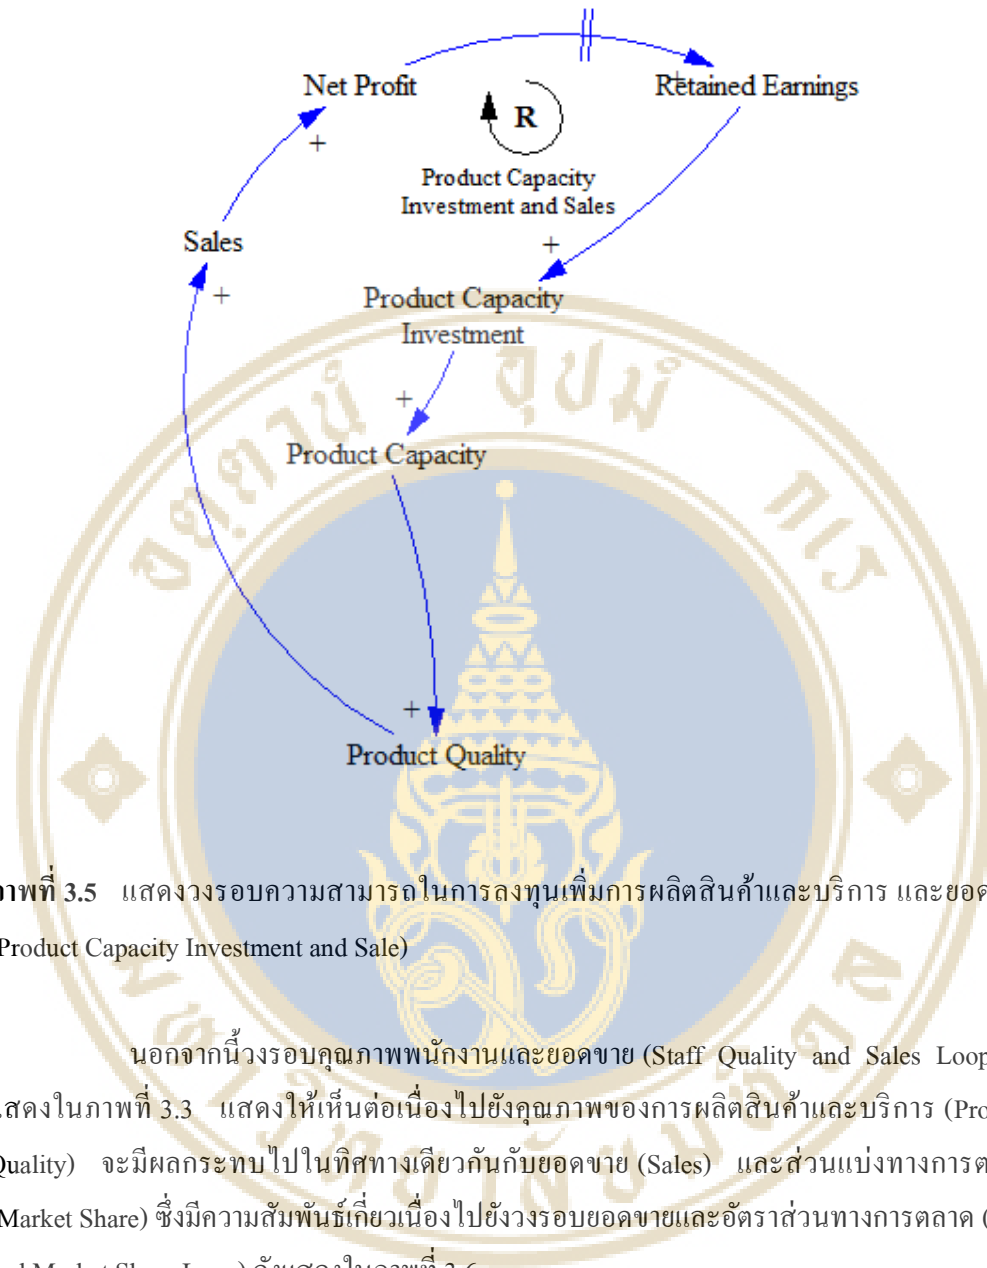 Net Profit
Retained Earnings
+
+
R
Product Capacity
Investment and Sales
Sales
+
+
Product Capacity
Investment
+
Product Capacity
+
Product Quality
3.5 แสดงวงรอบความสามารถในการลงทุนเพิ่มการผลิตสินค้าและบริการ และยอด
Product Capacity Investment and Sale)
นอกจากนี้วงรอบคุณภาพพนักงานและยอดขาย (Staff Quality and Sales Loop
แสดงในภาพที่ 3.3 แสดงให้เห็นต่อเนื่องไปยังคุณภาพของการผลิตสินค้าและบริการ (Pro
Quality) จะมีผลกระทบไปในทิศทางเดียวกันกับยอดขาย (Sales) และส่วนแบ่งทางการต
Market Share) ซึ่งมีความสัมพันธ์เกี่ยวเนื่องไปยังวงรอบยอดขายและอัตราส่วนทางการตลาด (